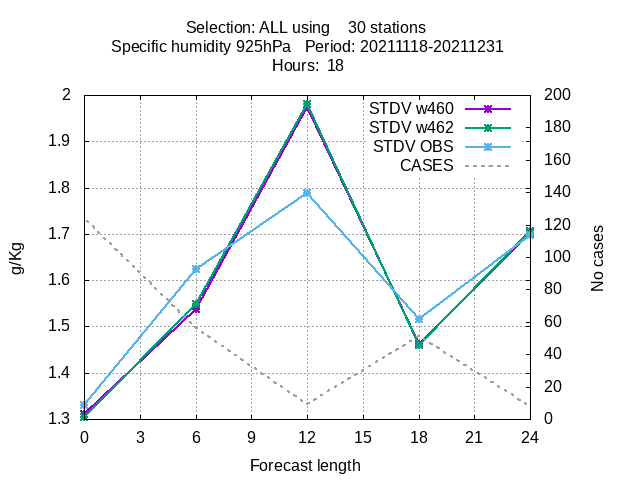 Selection: ALL using 30 stations
Specific humidity 925hPa Period: 20211118-20211231
Hours: 18
2
1.9
1.8
1.7
1.6
1.5
1.4
1.3
g/Kg
STDV w460
STDV w462
STDV OBS
CASES
200
180
160
140
120
100
80
60
40
20
0
No cases
0 3 6 9 12 15 18 21 24
Forecast length